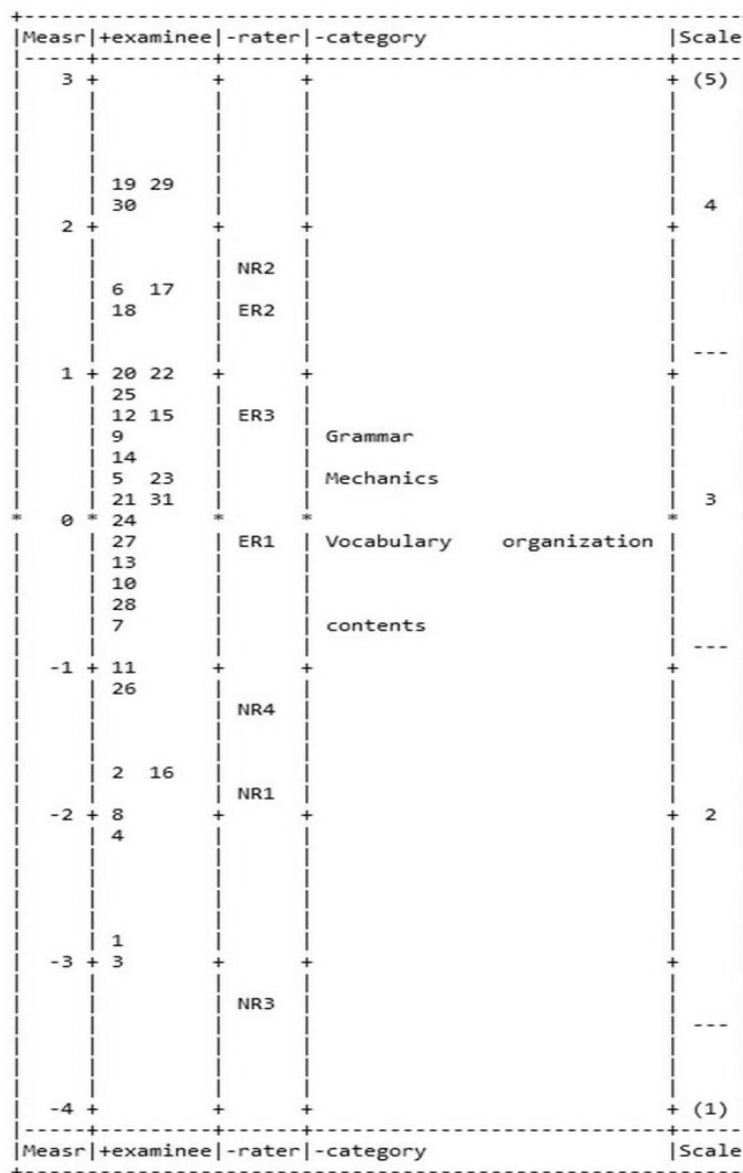 |Measr|+examinee|-rater|-category |Scale
3 + + + + (5)
19 29
30 4
2 + + + +
NR2
6 17
18 ER2
---
1 + 20 22 + + +
25
12 15 ER3
9 Grammar
14
5 23 Mechanics
21 31 3
* 0 * 24 * * *
27 ER1 Vocabulary organization
13
10
28
7 contents
---
-1 + 11 + + +
26
NR4
2 16
NR1
-2 + 8 + + + 2
4
1
-3 + 3 + + +
NR3
---
-4 + + + + (1)
|Measr|+examinee|-rater|-category |Scale